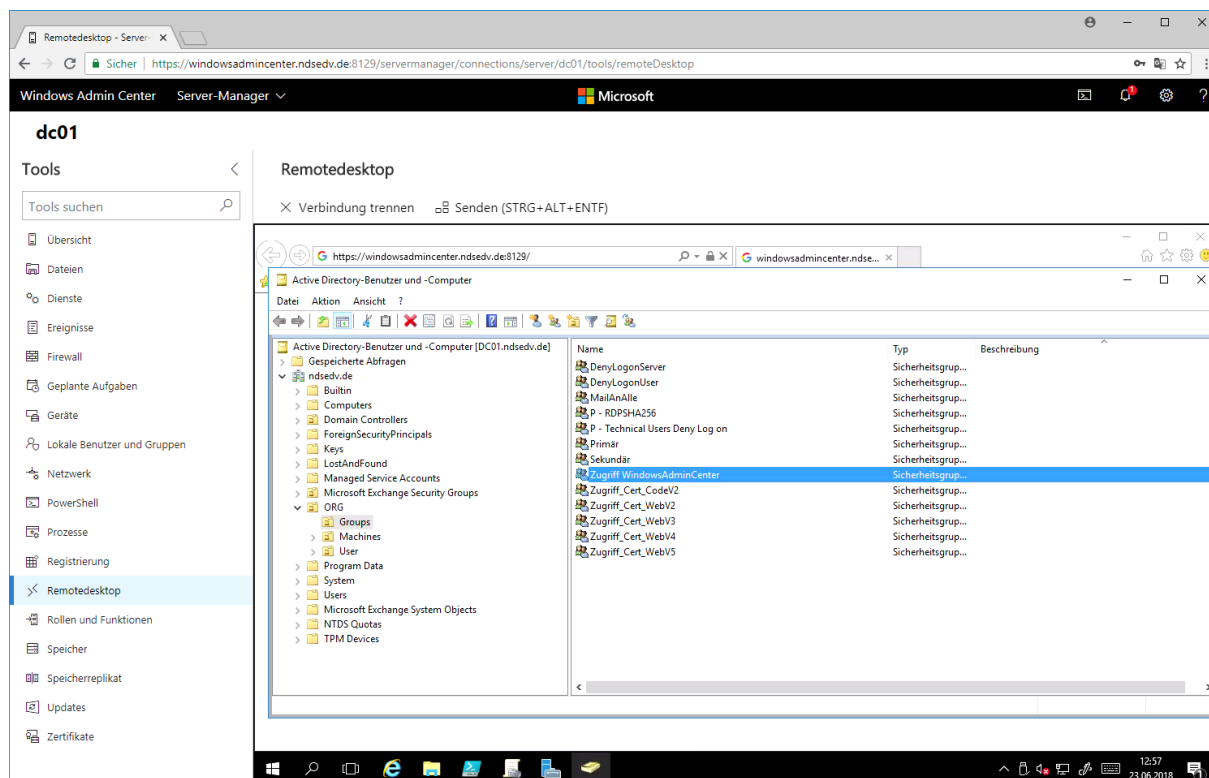 Remotedesktop - Server-
Sicher | https://windowsadmincenter.ndsedv.de:8129/servermanager/connections/server/dc01/tools/remoteDesktop
Windows Admin Center Server-Manager Microsoft 1 ?
dc01
Tools
Tools suchen
Übersicht
Dateien
Dienste
Ereignisse
Firewall
Geplante Aufgaben
Geräte
Lokale Benutzer und Gruppen
Netzwerk
PowerShell
Prozesse
Registrierung
Remotedesktop
Rollen und Funktionen
Speicher
Speicherreplikat
Updates
Zertifikate
Remotedesktop
Verbindung trennen Senden (STRG+ALT+ENTF)
https://windowsadmincenter.ndsedv.de:8129/ windowsadmincenter.ndse...
Active Directory-Benutzer und -Computer
Datei Aktion Ansicht ?
Active Directory-Benutzer und -Computer [DC01.ndsedv.de]
Gespeicherte Abfragen
ndsedv.de
Builtin
Computers
Domain Controllers
ForeignSecurityPrincipals
Keys
LostAndFound
Managed Service Accounts
Microsoft Exchange Security Groups
ORG
Groups
Machines
User
Program Data
System
Users
Microsoft Exchange System Objects
NTDS Quotas
TPM Devices
Name Typ Beschreibung
DenyLogonServer Sicherheitsgrup...
DenyLogonUser Sicherheitsgrup...
MailAnAlle Sicherheitsgrup...
P - RDPSHA256 Sicherheitsgrup...
P - Technical Users Deny Log on Sicherheitsgrup...
Primär Sicherheitsgrup...
Sekundär Sicherheitsgrup...
Zugriff WindowsAdminCenter Sicherheitsgrup...
Zugriff_Cert_CodeV2 Sicherheitsgrup...
Zugriff_Cert_WebV2 Sicherheitsgrup...
Zugriff_Cert_WebV3 Sicherheitsgrup...
Zugriff_Cert_WebV4 Sicherheitsgrup...
Zugriff_Cert_WebV5 Sicherheitsgrup...
12:57
23.06.2018